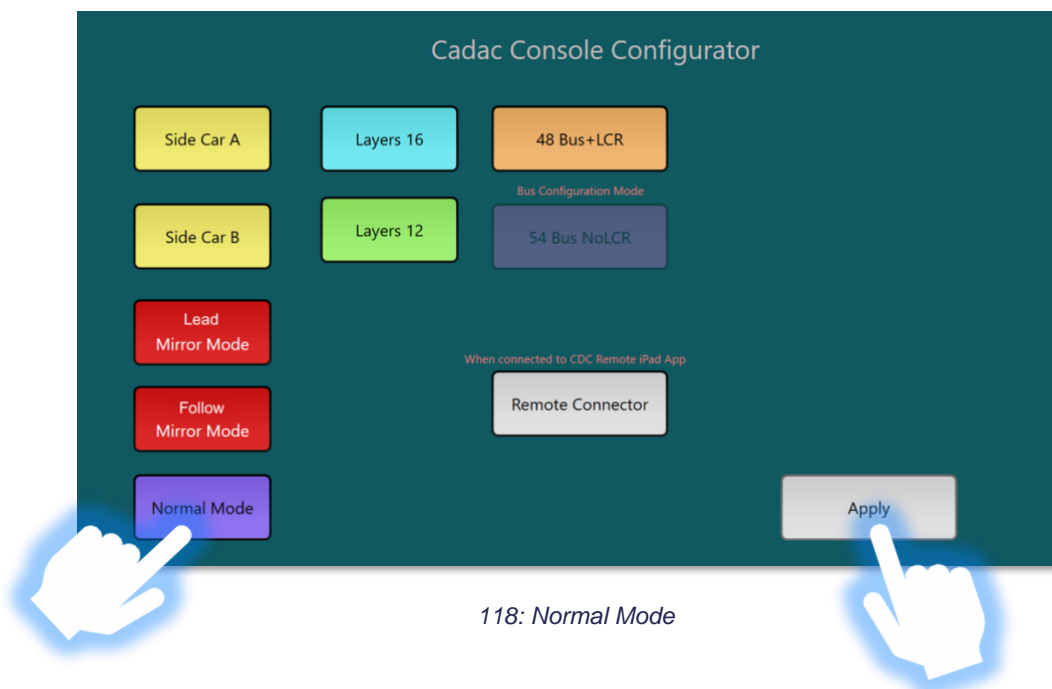 Cadac Console Configurator
Side Car A
Layers 16
48 Bus+LCR
Bus Configuration Mode
Side Car B
Layers 12
54 Bus NoLCR
Lead
Mirror Mode
When connected to CDC Remote iPad App
Remote Connector
Follow
Mirror Mode
Normal Mode
Apply
118: Normal Mode